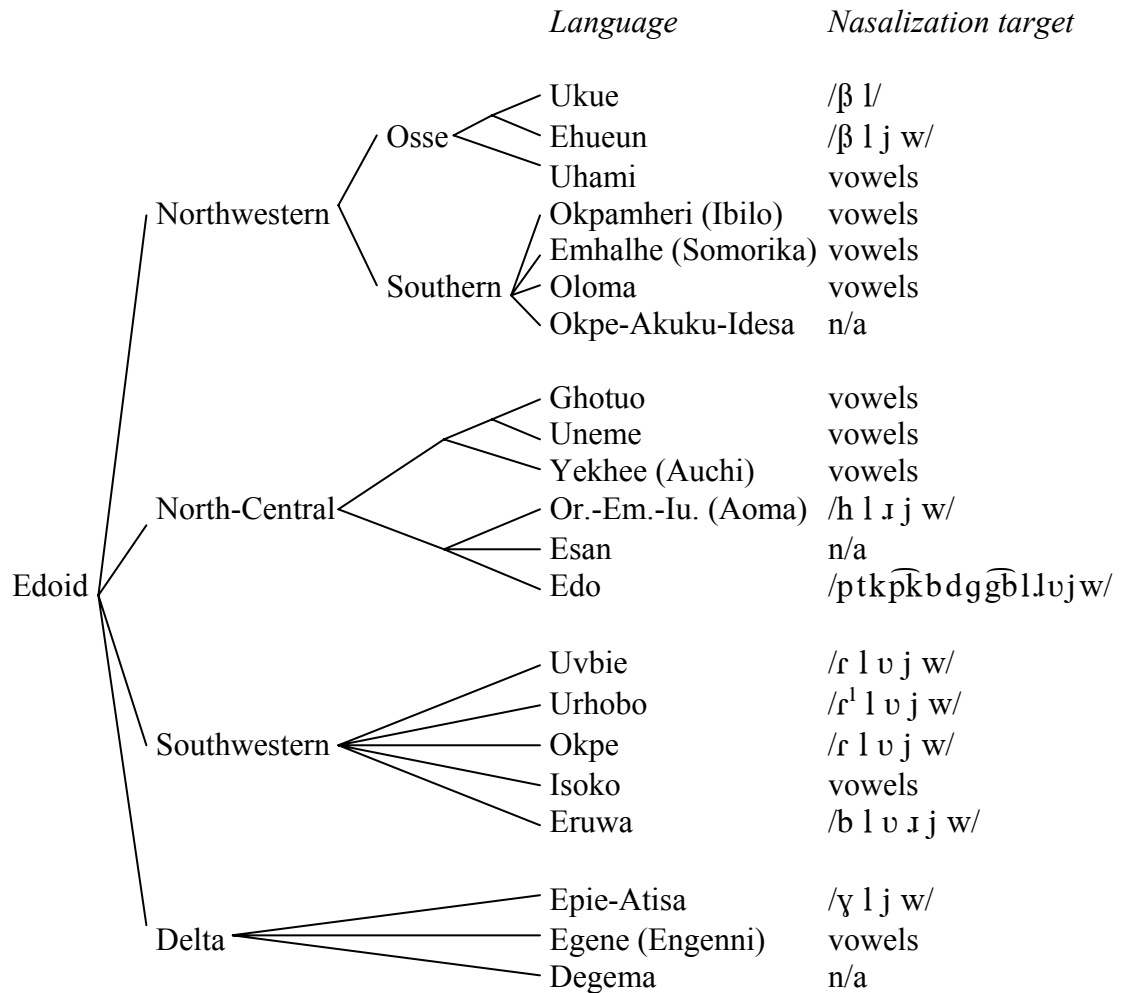 Language Nasalization target
Ukue /β l/
Osse Ehueun /β l j w/
Uhami vowels
Northwestern Okpamheri (Ibilo) vowels
Emhalhe (Somorika) vowels
Southern Oloma vowels
Okpe-Akuku-Idesa n/a
Ghotuo vowels
Uneme vowels
Yekhee (Auchi) vowels
North-Central Or.-Em.-Iu. (Aoma) /h l ɹ j w/
Esan n/a
Edoid Edo /p t k p͡k b d ɡ ɡ͡b l ɹ ʋ j w/
Uvbie /ɾ l ʋ j w/
Urhobo /ɾ¹ l ʋ j w/
Southwestern Okpe /ɾ l ʋ j w/
Isoko vowels
Eruwa /b l ʋ ɹ j w/
Epie-Atisa /ɣ l j w/
Delta Egene (Engenni) vowels
Degema n/a